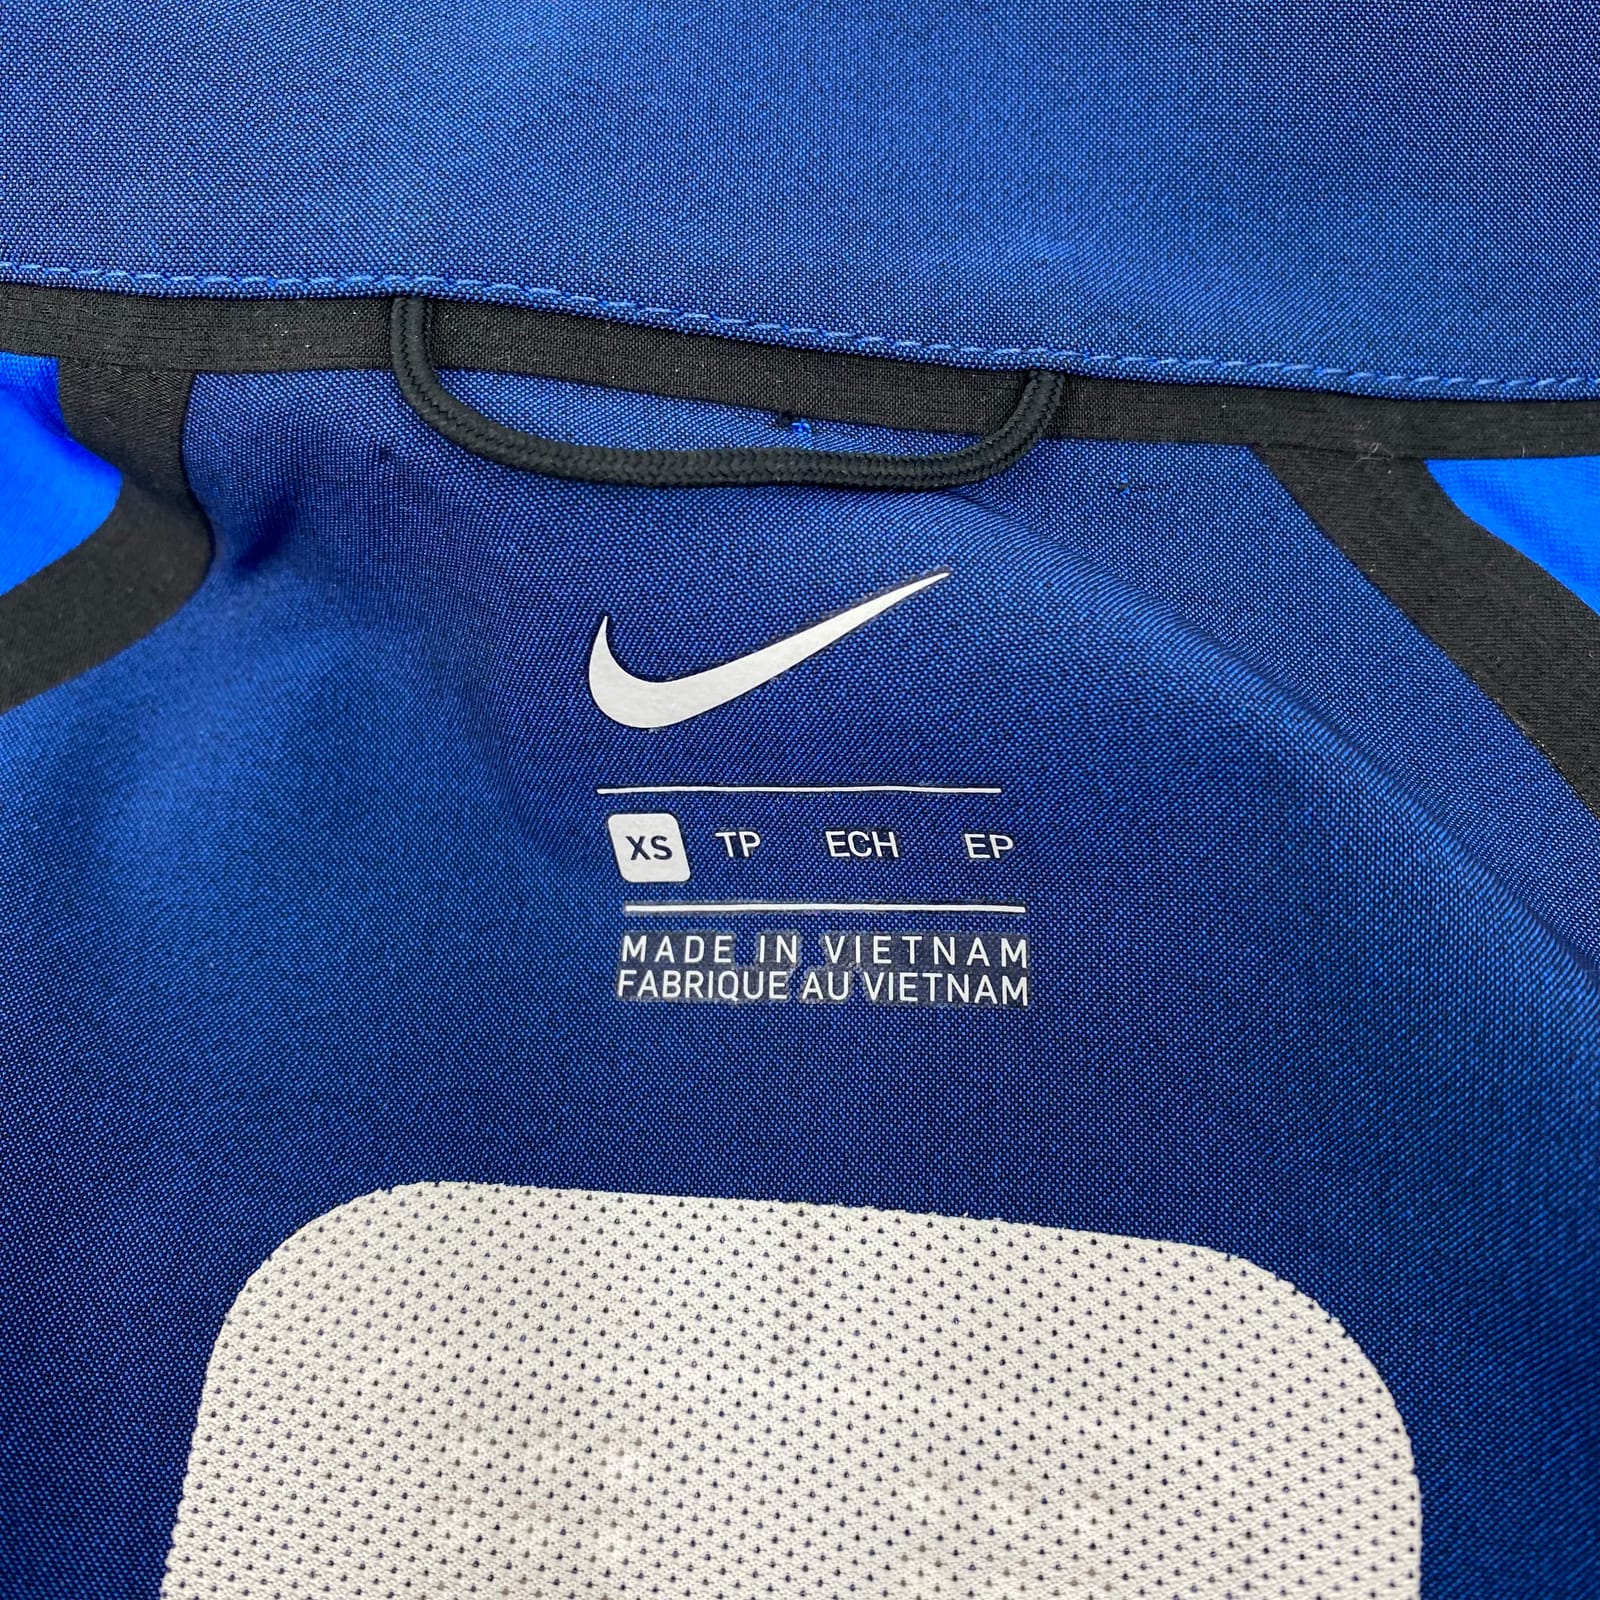 XS TP ECH EP
MADE IN VIETNAM
FABRIQUE AU VIETNAM